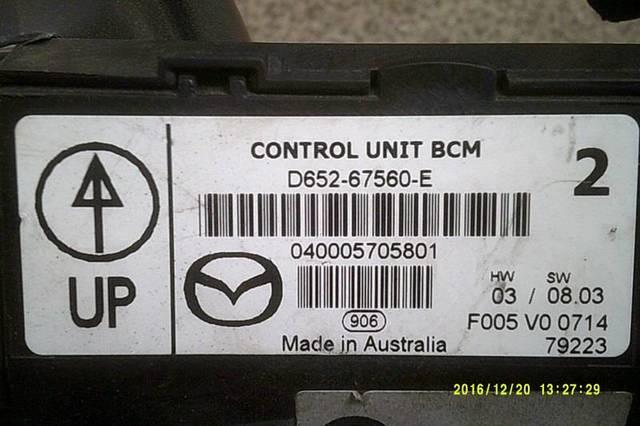 CONTROL UNIT BCM
D652-67560-E
2
040005705801
UP
HW SW
03 / 08.03
906
F005 V0 0714
Made in Australia
79223
2016/12/20 13:27:29